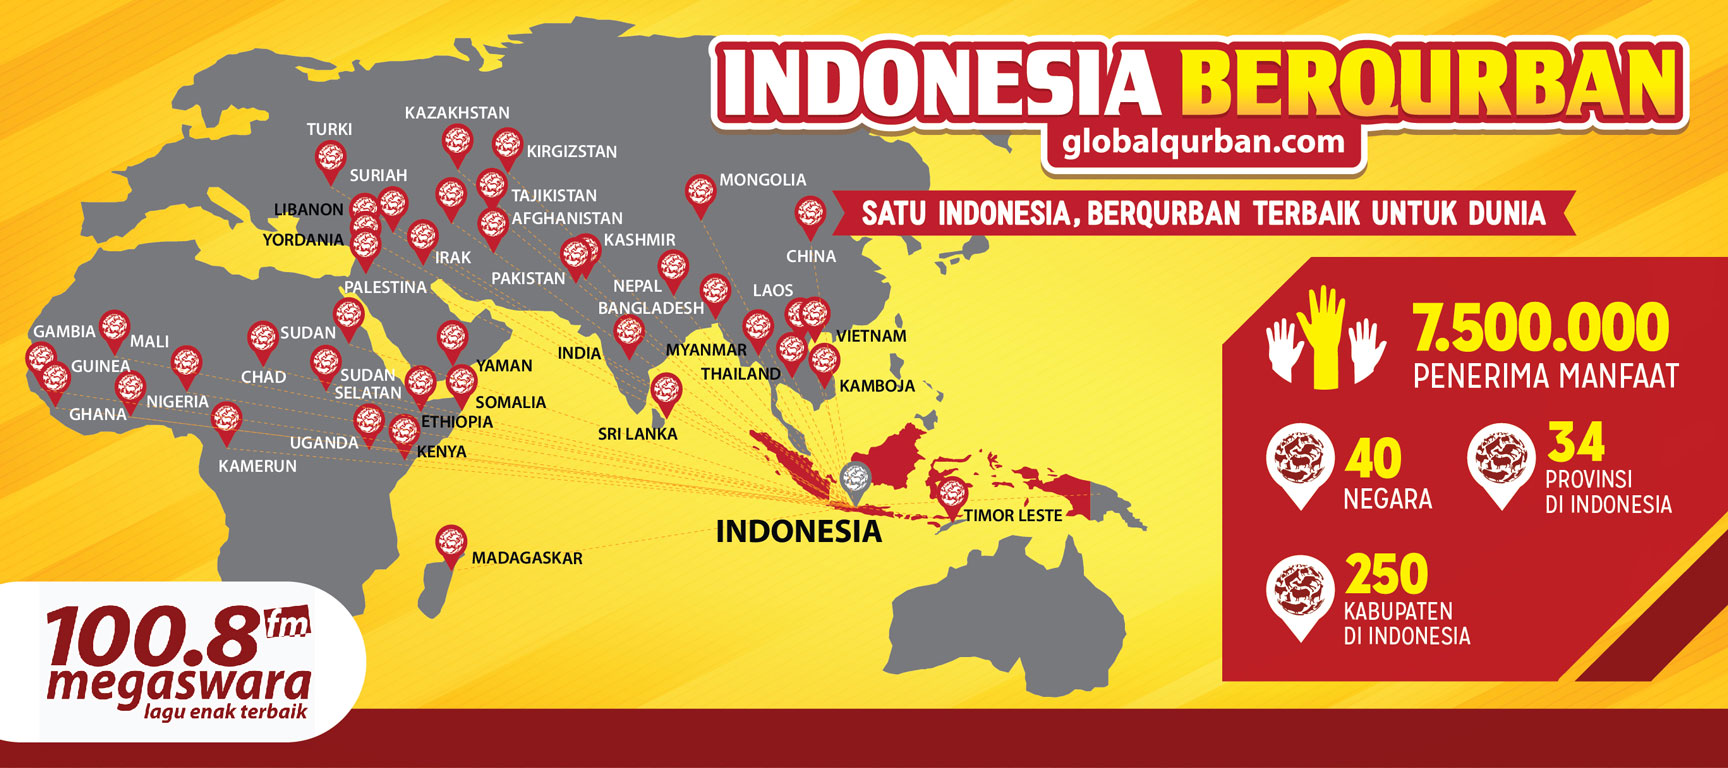 INDONESIA BERQURBAN
globalqurban.com
SATU INDONESIA, BERQURBAN TERBAIK UNTUK DUNIA
KAZAKHSTAN
TURKI
KIRGIZSTAN
SURIAH
MONGOLIA
TAJIKISTAN
LIBANON
AFGHANISTAN
YORDANIA
KASHMIR
IRAK
CHINA
PAKISTAN
PALESTINA
NEPAL
LAOS
BANGLADESH
GAMBIA
MALI
SUDAN
VIETNAM
INDIA
MYANMAR
GUINEA
YAMAN
CHAD
SUDAN
SELATAN
THAILAND
KAMBOJA
NIGERIA
SOMALIA
GHANA
ETHIOPIA
SRI LANKA
UGANDA
KENYA
KAMERUN
TIMOR LESTE
INDONESIA
MADAGASKAR
7.500.000
PENERIMA MANFAAT
40
NEGARA
34
PROVINSI
DI INDONESIA
250
KABUPATEN
DI INDONESIA
100.8 fm
megaswara
lagu enak terbaik